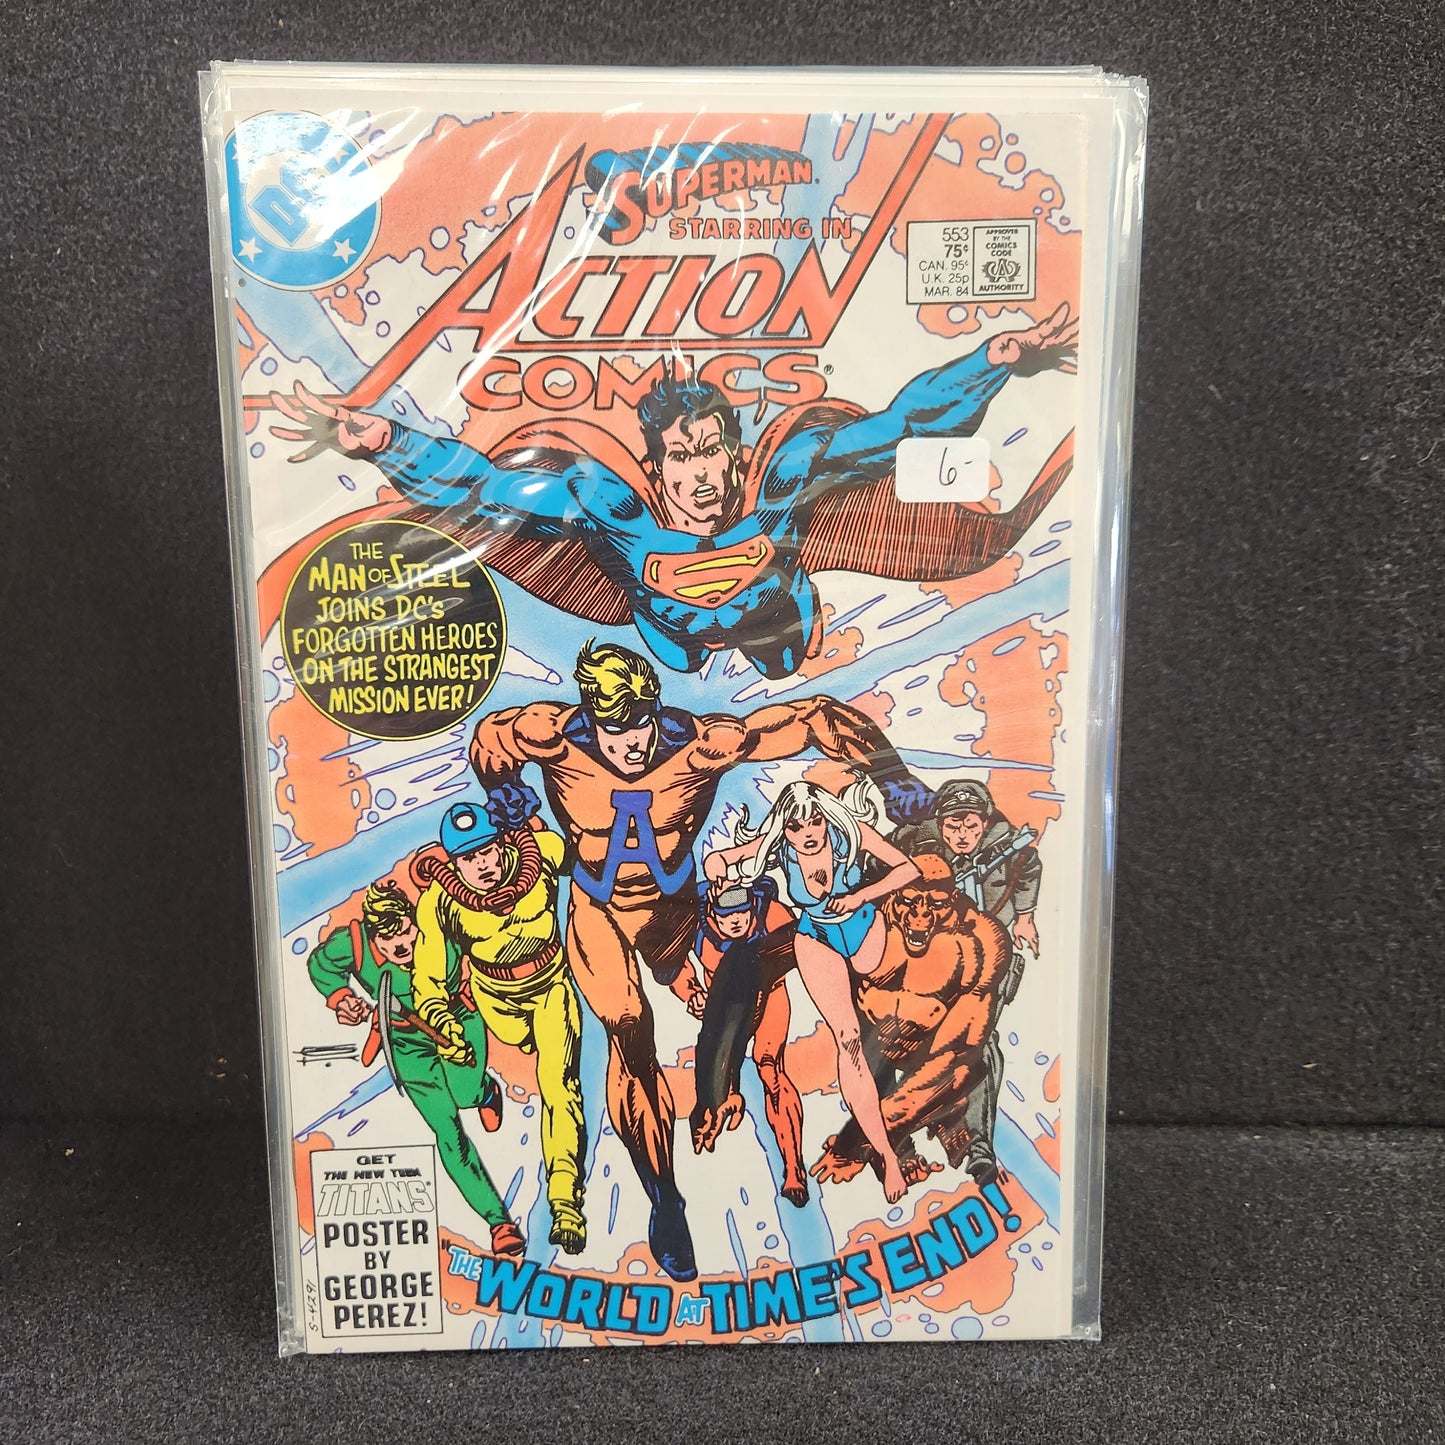 DC
SUPERMAN
STARRING IN
ACTION
COMICS®
553
75¢
CAN. 95¢
U.K. 25p
MAR. 84
APPROVED
BY THE
COMICS
CODE
AUTHORITY
6-
S
THE
MAN OF STEEL
JOINS DC's
FORGOTTEN HEROES
ON THE STRANGEST
MISSION EVER!
A
GET
THE NEW TEEN
TITANS®
POSTER
BY
GEORGE
PEREZ!
S-4291
"THE WORLD AT TIME'S END!"